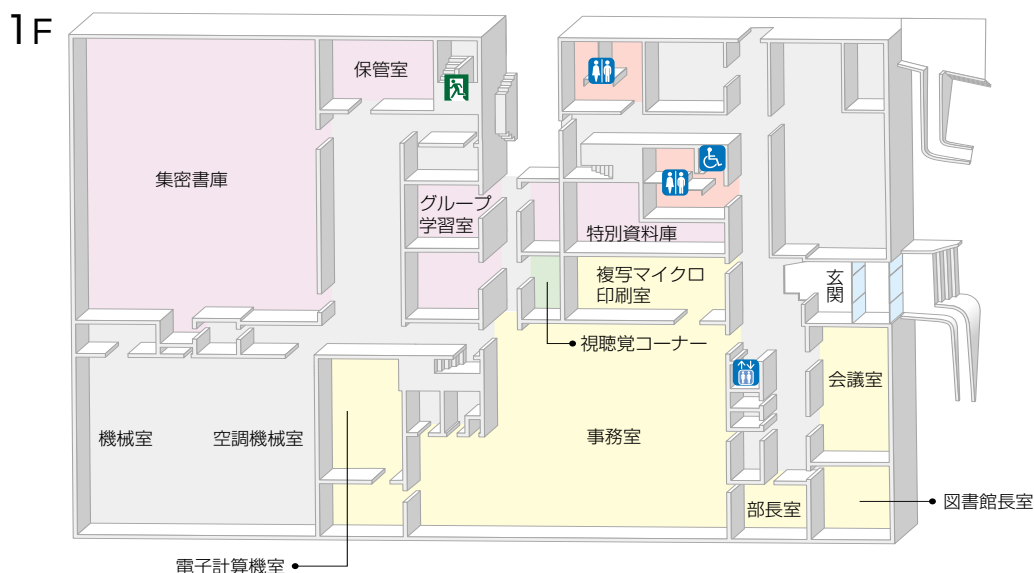 1F
保管室
集密書庫
グループ
学習室
特別資料庫
複写マイクロ
印刷室
玄関
視聴覚コーナー
会議室
機械室
空調機械室
事務室
部長室
図書館長室
電子計算機室